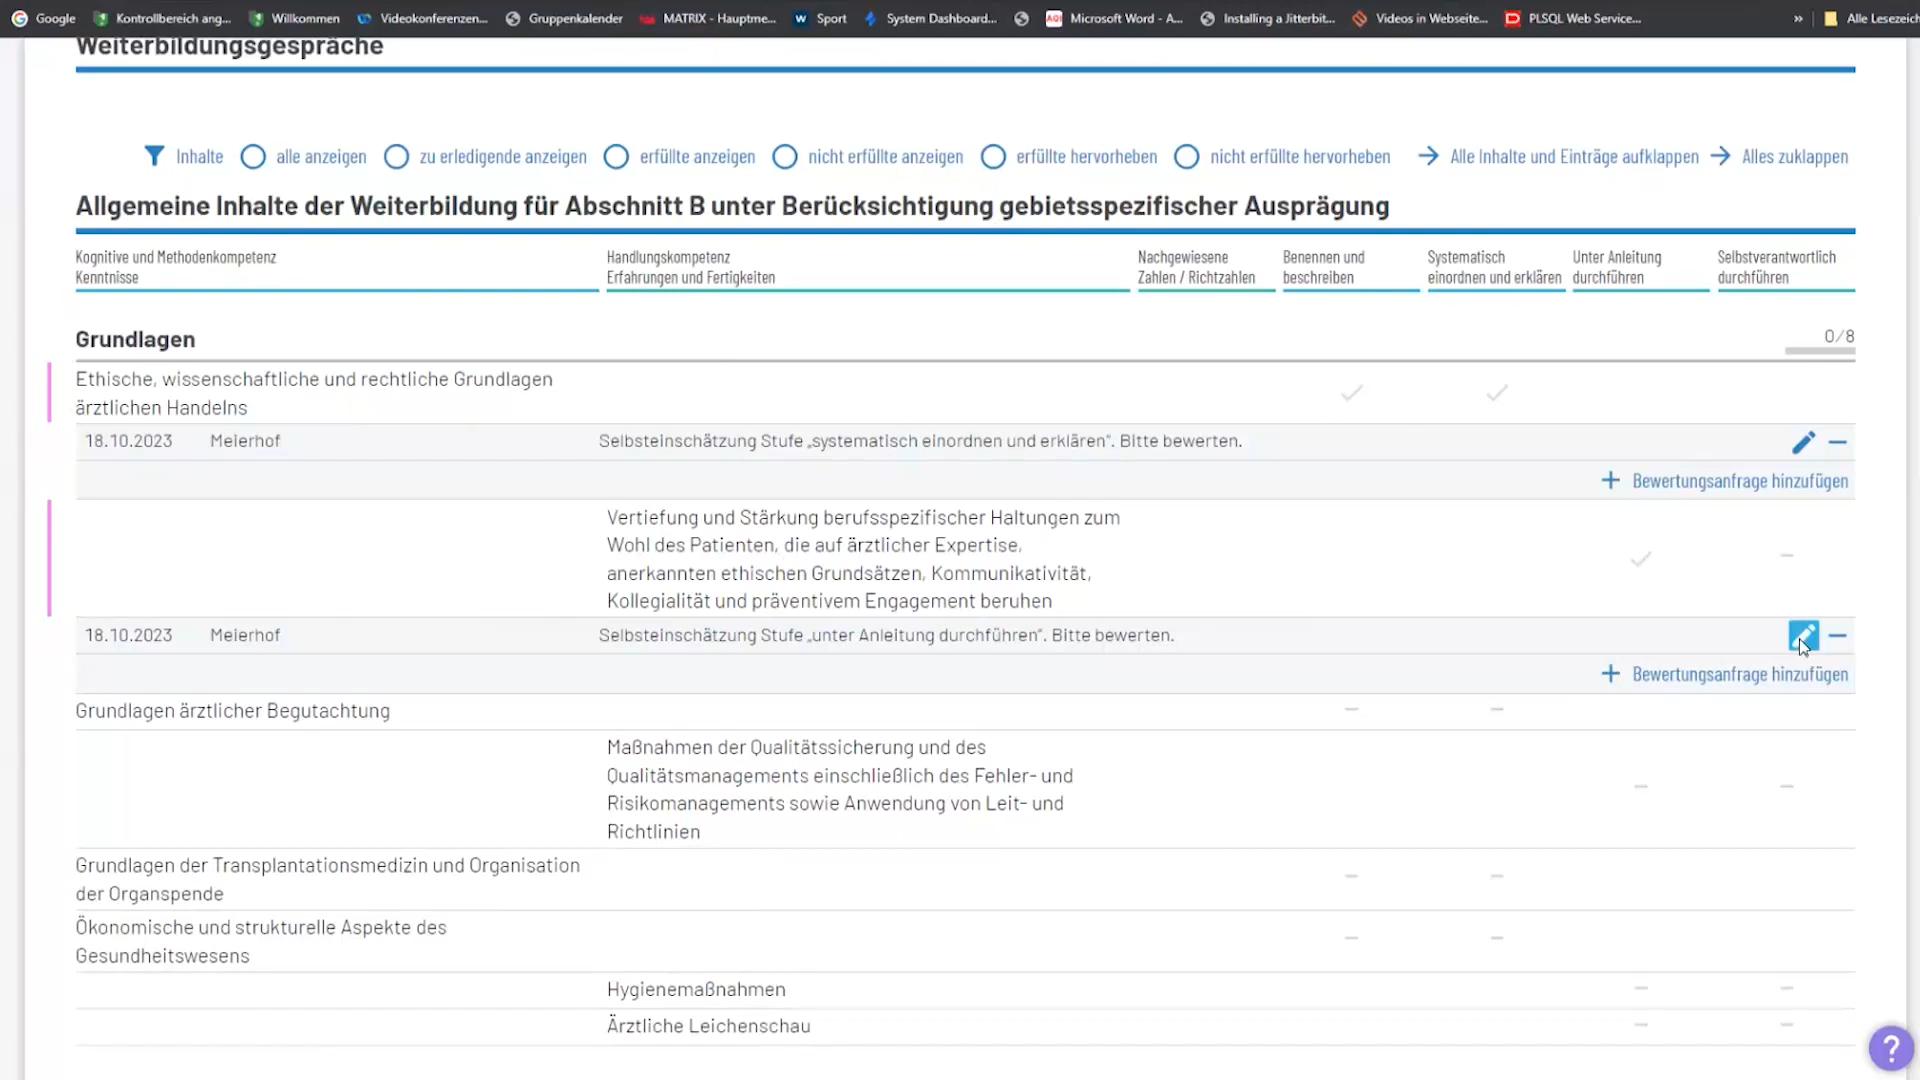 Google Kontrollbereich ang... Willkommen Videokonferenzen... Gruppenkalender MATRIX - Hauptme... Sport System Dashboard... Microsoft Word - A... Installing a Jitterbit... Videos in Webseite... PLSQL Web Service... » Alle Lesezeich
Weiterbildungsgespräche
Inhalte alle anzeigen zu erledigende anzeigen erfüllte anzeigen nicht erfüllte anzeigen erfüllte hervorheben nicht erfüllte hervorheben Alle Inhalte und Einträge aufklappen Alles zuklappen
Allgemeine Inhalte der Weiterbildung für Abschnitt B unter Berücksichtigung gebietsspezifischer Ausprägung
Kognitive und Methodenkompetenz
Kenntnisse
Handlungskompetenz
Erfahrungen und Fertigkeiten
Nachgewiesene
Zahlen / Richtzahlen
Benennen und
beschreiben
Systematisch
einordnen und erklären
Unter Anleitung
durchführen
Selbstverantwortlich
durchführen
Grundlagen 0/8
Ethische, wissenschaftliche und rechtliche Grundlagen
ärztlichen Handelns
18.10.2023 Meierhof Selbsteinschätzung Stufe „systematisch einordnen und erklären“. Bitte bewerten.
+ Bewertungsanfrage hinzufügen
Vertiefung und Stärkung berufsspezifischer Haltungen zum
Wohl des Patienten, die auf ärztlicher Expertise,
anerkannten ethischen Grundsätzen, Kommunikativität,
Kollegialität und präventivem Engagement beruhen
18.10.2023 Meierhof Selbsteinschätzung Stufe „unter Anleitung durchführen“. Bitte bewerten.
+ Bewertungsanfrage hinzufügen
Grundlagen ärztlicher Begutachtung
Maßnahmen der Qualitätssicherung und des
Qualitätsmanagements einschließlich des Fehler- und
Risikomanagements sowie Anwendung von Leit- und
Richtlinien
Grundlagen der Transplantationsmedizin und Organisation
der Organspende
Ökonomische und strukturelle Aspekte des
Gesundheitswesens
Hygienemaßnahmen
Ärztliche Leichenschau
?